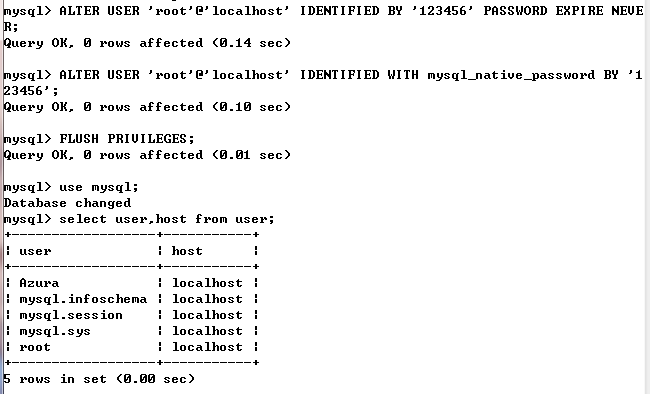 mysql> ALTER USER 'root'@'localhost' IDENTIFIED BY '123456' PASSWORD EXPIRE NEVE
R;
Query OK, 0 rows affected (0.14 sec)
mysql> ALTER USER 'root'@'localhost' IDENTIFIED WITH mysql_native_password BY '1
23456';
Query OK, 0 rows affected (0.10 sec)
mysql> FLUSH PRIVILEGES;
Query OK, 0 rows affected (0.01 sec)
mysql> use mysql;
Database changed
mysql> select user,host from user;
+------------------+-----------+
| user             | host      |
+------------------+-----------+
| Azura            | localhost |
| mysql.infoschema | localhost |
| mysql.session    | localhost |
| mysql.sys        | localhost |
| root             | localhost |
+------------------+-----------+
5 rows in set (0.00 sec)